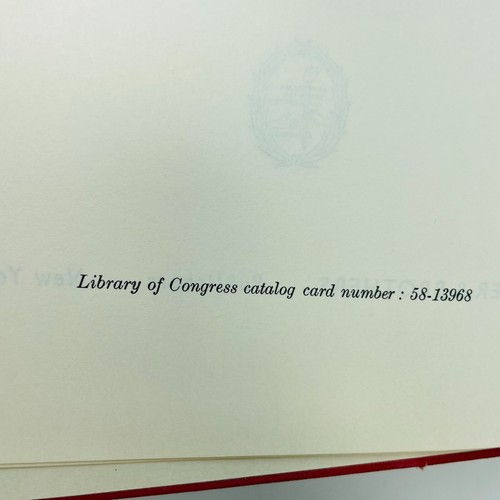 Library of Congress catalog card number : 58-13968